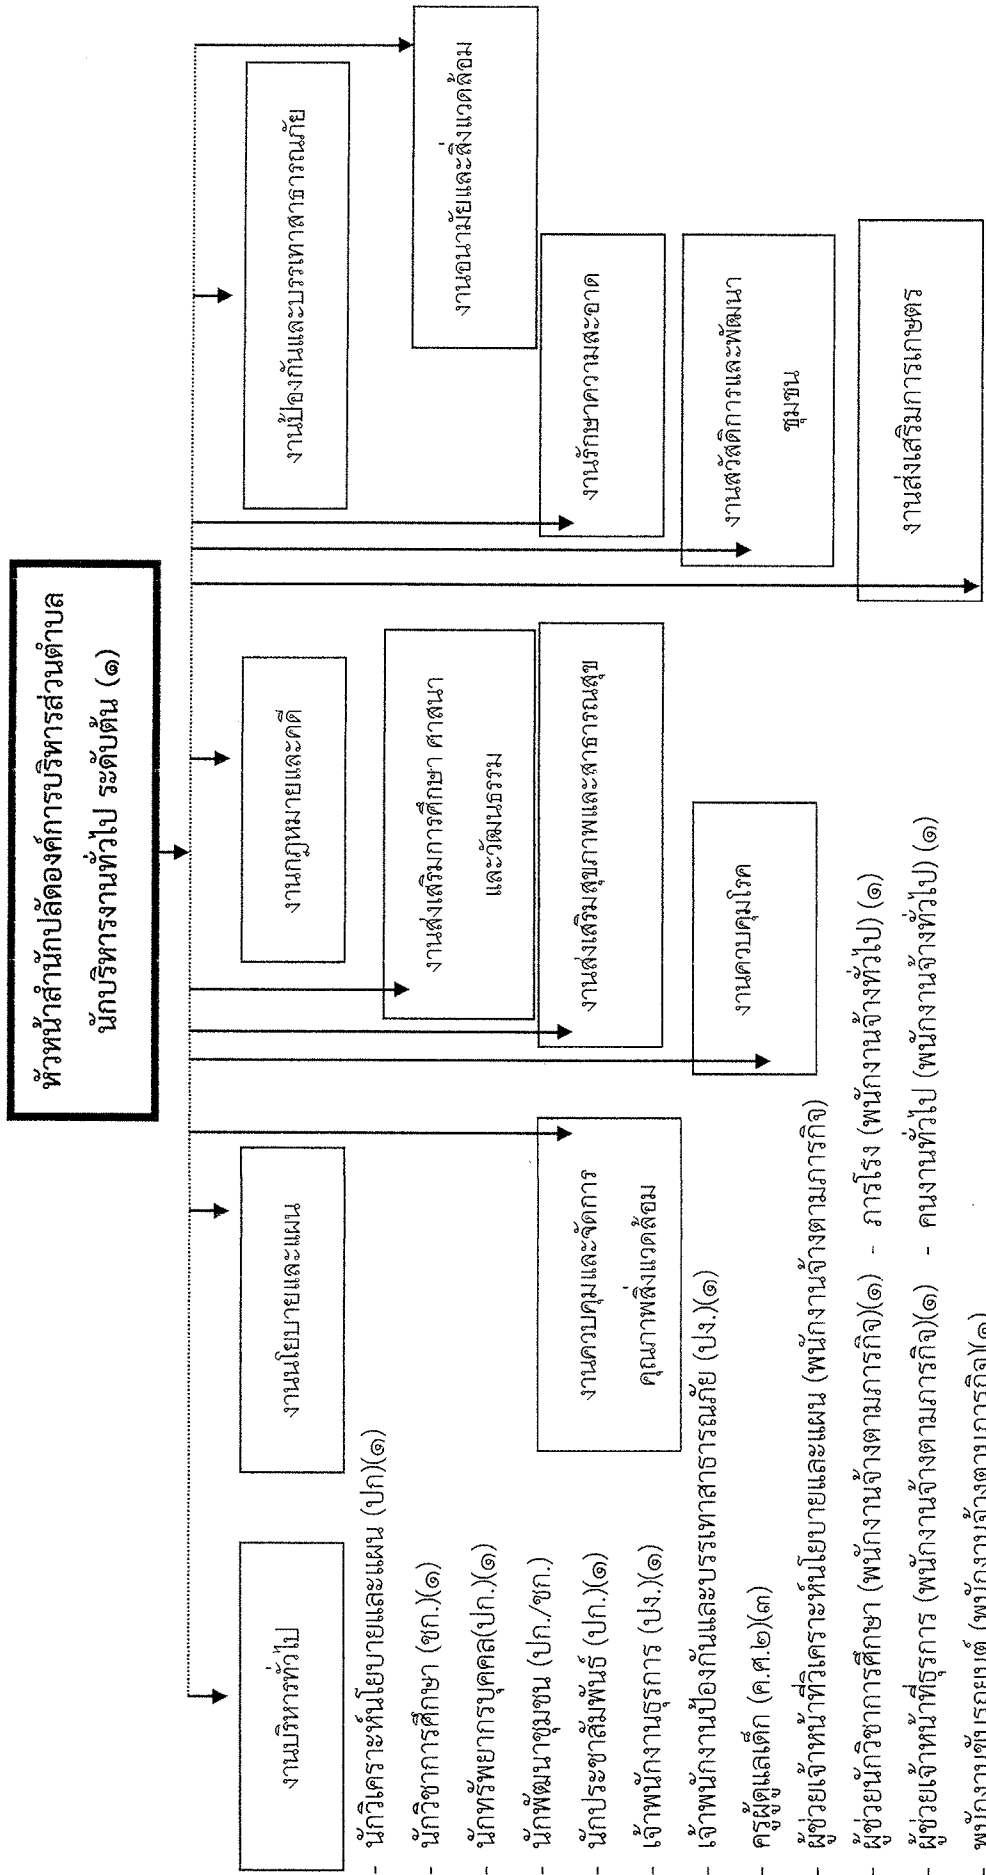 หัวหน้าสำนักปลัดองค์การบริหารส่วนตำบล
นักบริหารงานทั่วไป ระดับต้น (๑)
งานบริหารทั่วไป
งานนโยบายและแผน
งานกฎหมายและคดี
งานป้องกันและบรรเทาสาธารณภัย
งานส่งเสริมการศึกษา ศาสนา
และวัฒนธรรม
งานอนามัยและสิ่งแวดล้อม
งานควบคุมและจัดการ
คุณภาพสิ่งแวดล้อม
งานส่งเสริมสุขภาพและสาธารณสุข
งานรักษาความสะอาด
งานควบคุมโรค
งานสวัสดิการและพัฒนา
ชุมชน
งานส่งเสริมการเกษตร
- นักวิเคราะห์นโยบายและแผน (ปก)(๑)
- นักวิชาการศึกษา (ชก.)(๑)
- นักทรัพยากรบุคคล(ปก.)(๑)
- นักพัฒนาชุมชน (ปก./ชก.)
- นักประชาสัมพันธ์ (ปก.)(๑)
- เจ้าพนักงานธุรการ (ปง.)(๑)
- เจ้าพนักงานป้องกันและบรรเทาสาธารณภัย (ปง.)(๑)
- ครูผู้ดูแลเด็ก (ค.ศ.๒)(๓)
- ผู้ช่วยเจ้าหน้าที่วิเคราะห์นโยบายและแผน (พนักงานจ้างตามภารกิจ)
- ผู้ช่วยนักวิชาการศึกษา (พนักงานจ้างตามภารกิจ)(๑) - ภารโรง (พนักงานจ้างทั่วไป) (๑)
- ผู้ช่วยเจ้าหน้าที่ธุรการ (พนักงานจ้างตามภารกิจ)(๑) - คนงานทั่วไป (พนักงานจ้างทั่วไป) (๑)
- พนักงานขับรถยนต์ (พนักงานจ้างตามภารกิจ)(๑)